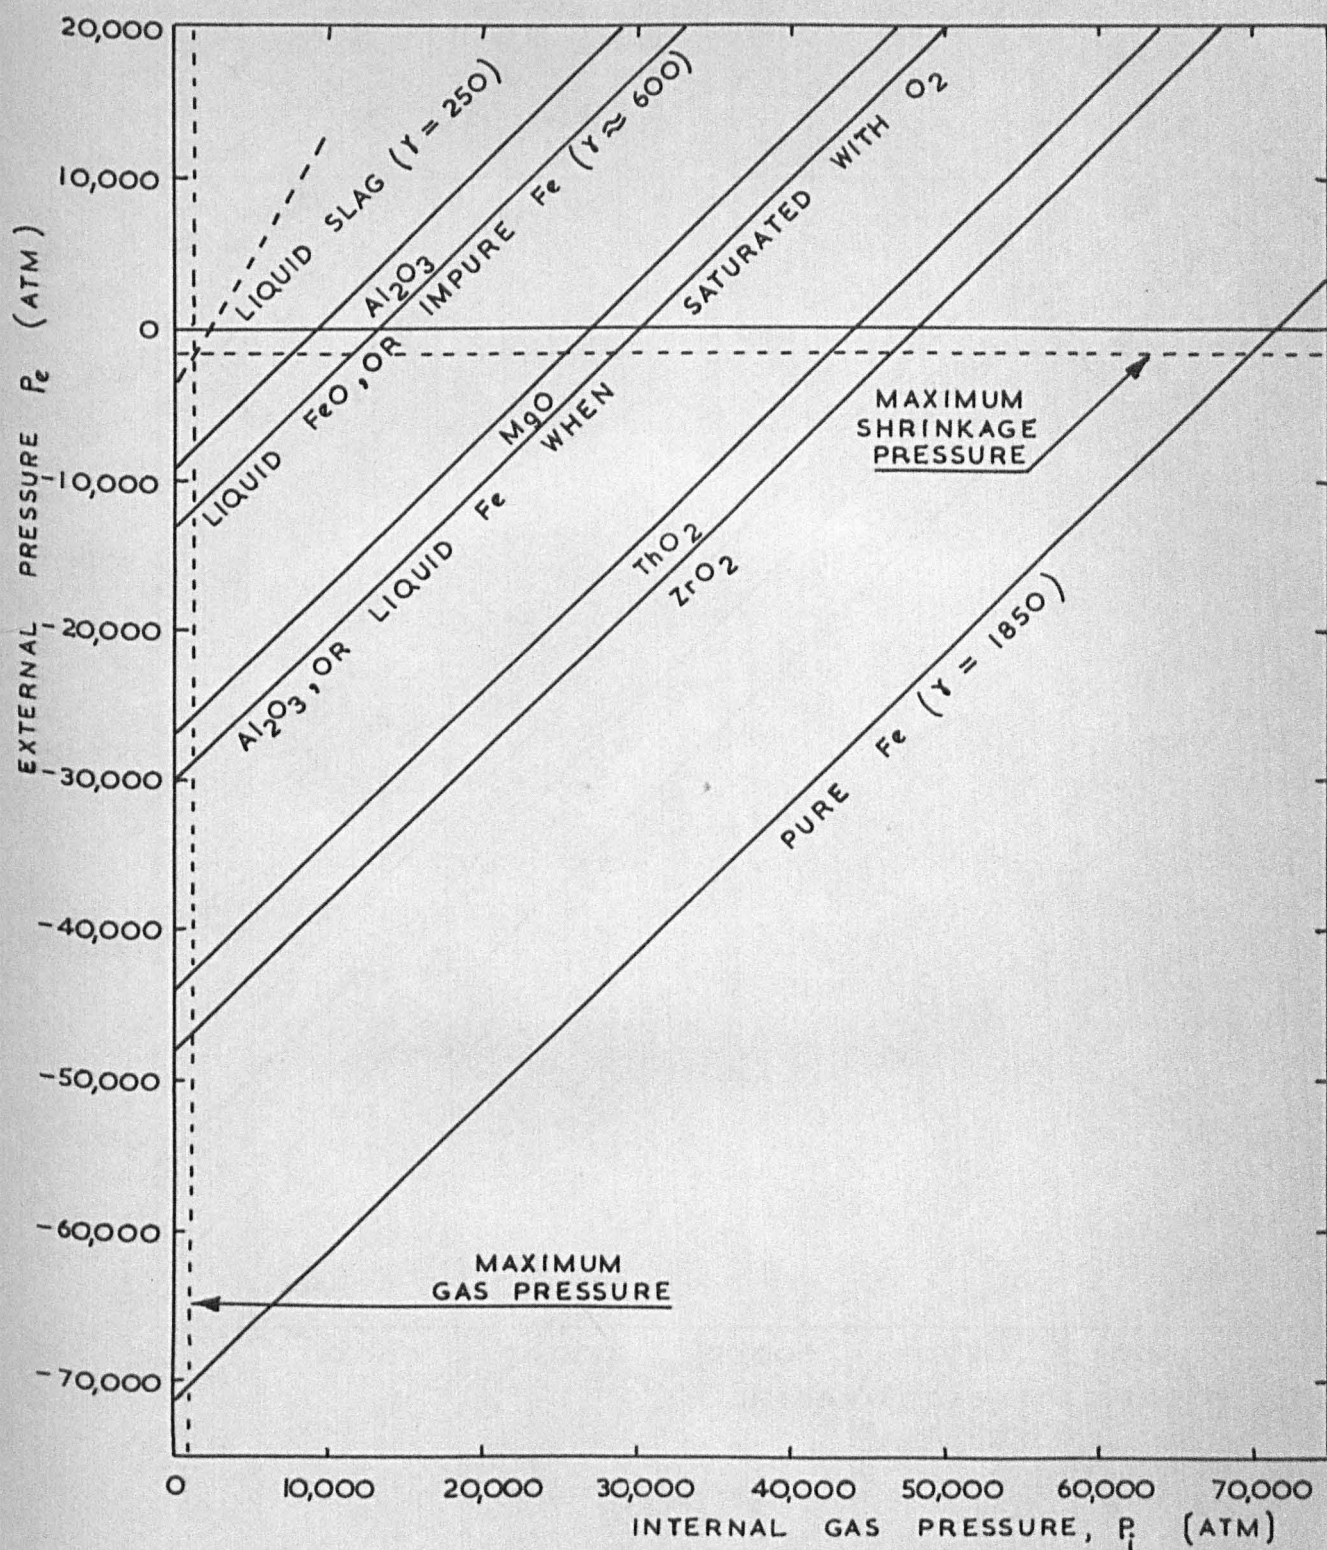 20,000
10,000
0
-10,000
-20,000
-30,000
-40,000
-50,000
-60,000
-70,000
EXTERNAL PRESSURE Pe (ATM)
LIQUID SLAG (γ = 250)
Al2O3
LIQUID FeO, OR IMPURE Fe (γ ≈ 600)
MgO
Al2O3, OR LIQUID Fe WHEN SATURATED WITH O2
ThO2
ZrO2
PURE Fe (γ = 1850)
MAXIMUM
SHRINKAGE
PRESSURE
MAXIMUM
GAS PRESSURE
0 10,000 20,000 30,000 40,000 50,000 60,000 70,000
INTERNAL GAS PRESSURE, Pi (ATM)